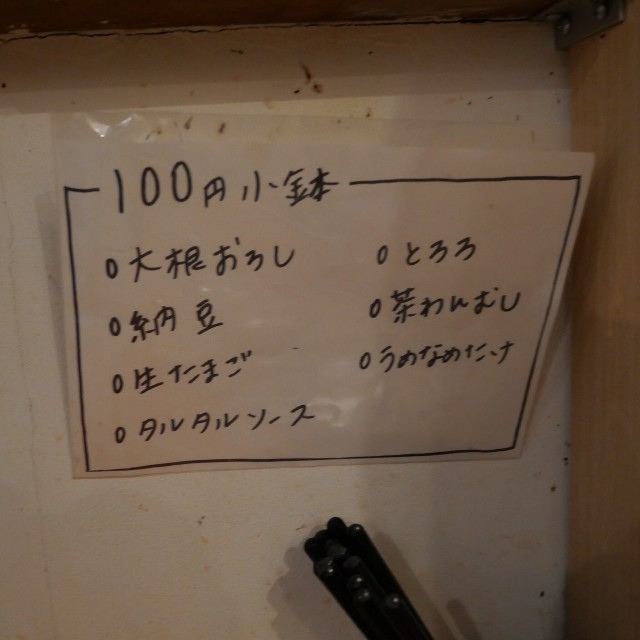 100円小鉢
o 大根おろし
o 納豆
o 生たまご
o タルタルソース
o とろろ
o 茶わんむし
o うめなめたけ